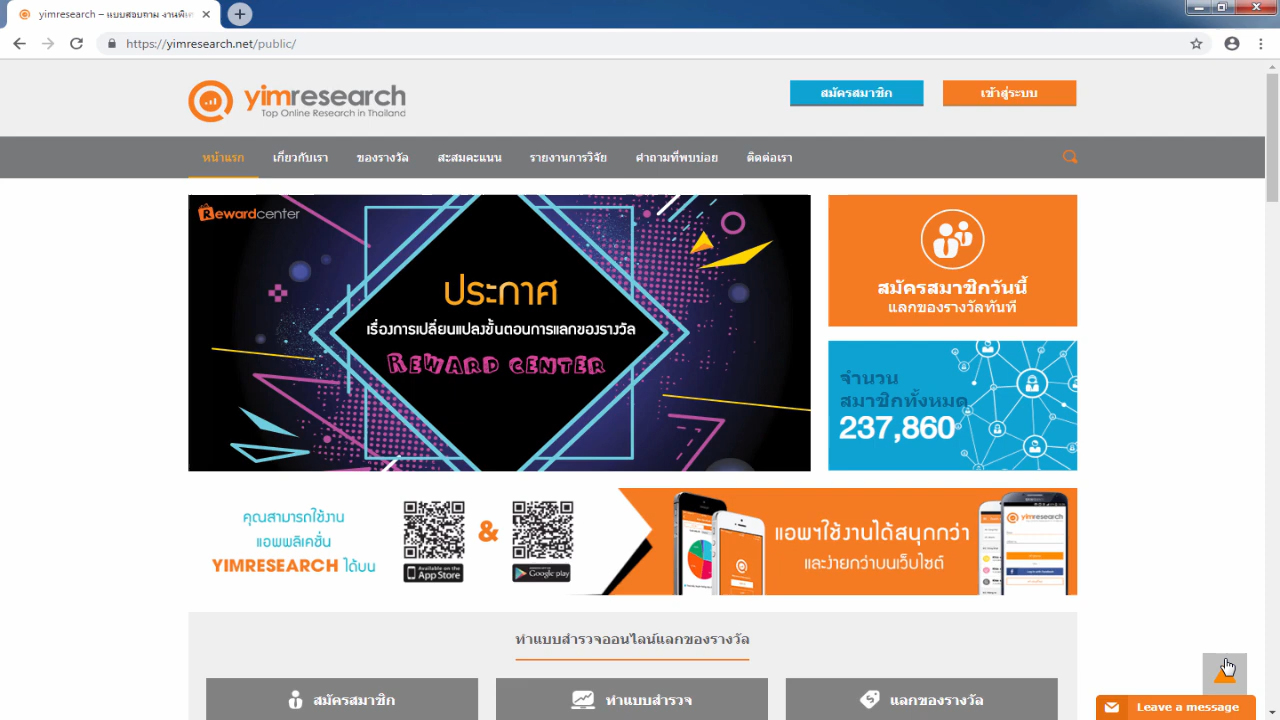 yimresearch – แบบสอบถาม งานพิเศ
https://yimresearch.net/public/
yimresearch
Top Online Research in Thailand
สมัครสมาชิก
เข้าสู่ระบบ
หน้าแรก เกี่ยวกับเรา ของรางวัล สะสมคะแนน รายงานการวิจัย คำถามที่พบบ่อย ติดต่อเรา
Rewardcenter
ประกาศ
เรื่องการเปลี่ยนแปลงขั้นตอนการแลกของรางวัล
REWARD CENTER
สมัครสมาชิกวันนี้
แลกของรางวัลทันที
จำนวน
สมาชิกทั้งหมด
237,860
คุณสามารถใช้งาน
แอพพลิเคชั่น
YIMRESEARCH ได้บน
Available on the
App Store
&
Google play
แอพฯใช้งานได้สนุกกว่า
และง่ายกว่าบนเว็บไซต์
yimresearch
ทำแบบสำรวจออนไลน์แลกของรางวัล
สมัครสมาชิก
ทำแบบสำรวจ
แลกของรางวัล
Leave a message